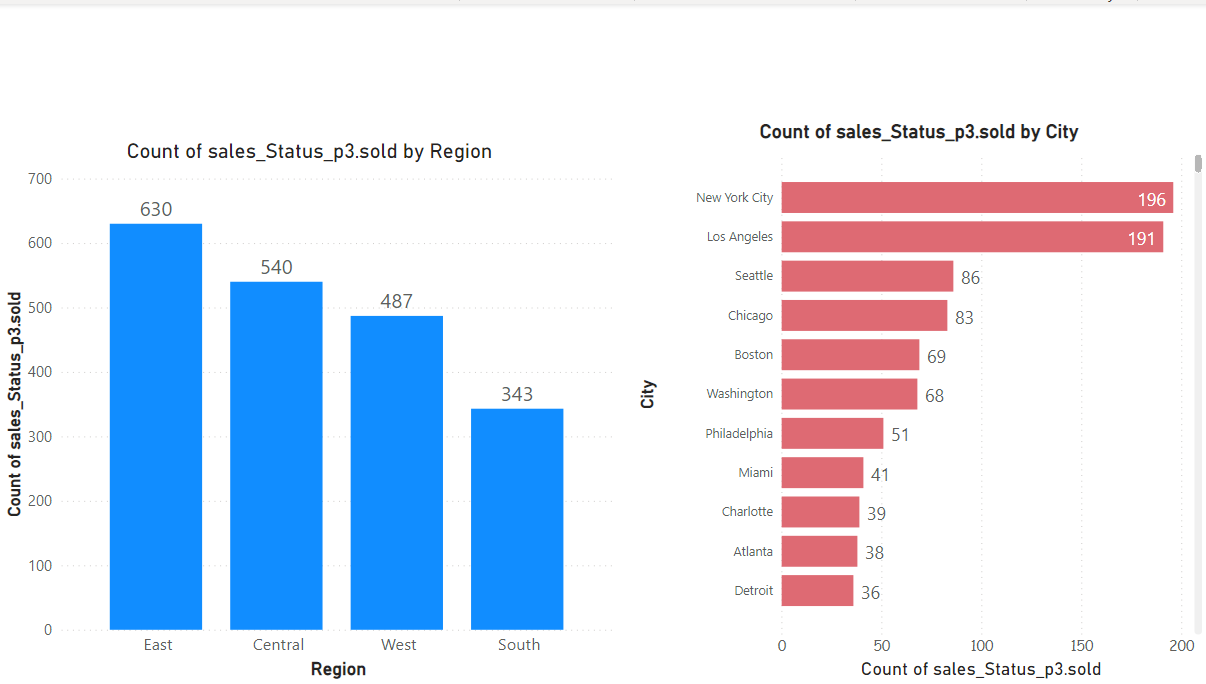 Count of sales_Status_p3.sold by Region
700
600
500
400
300
200
100
0
Count of sales_Status_p3.sold
630
540
487
343
East Central West South
Region
Count of sales_Status_p3.sold by City
City
New York City 196
Los Angeles 191
Seattle 86
Chicago 83
Boston 69
Washington 68
Philadelphia 51
Miami 41
Charlotte 39
Atlanta 38
Detroit 36
0 50 100 150 200
Count of sales_Status_p3.sold